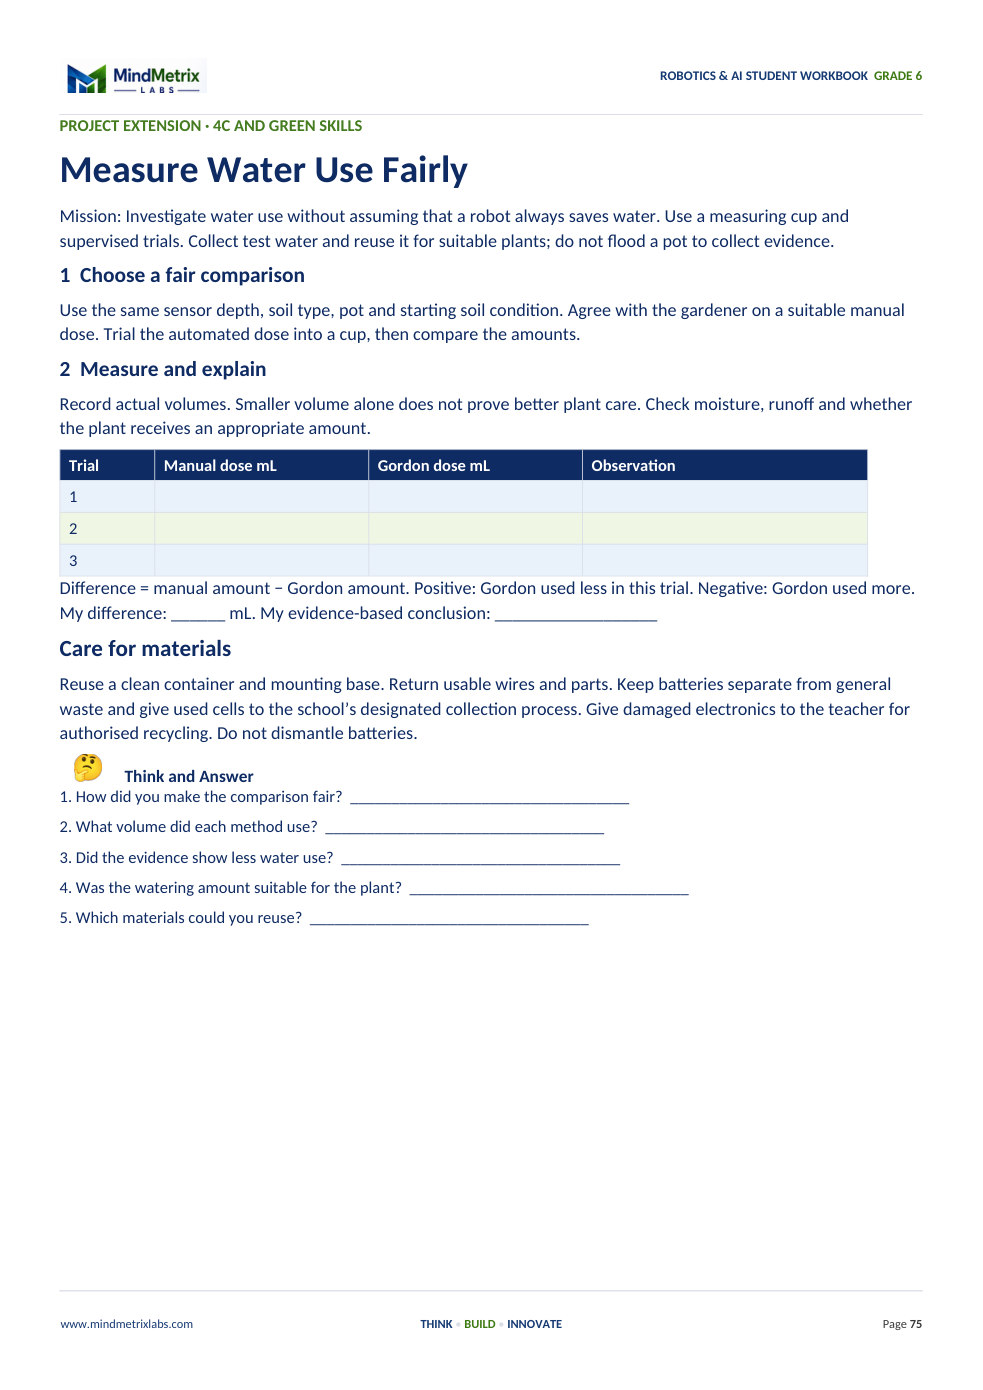 MindMetrix
LABS
ROBOTICS & AI STUDENT WORKBOOK GRADE 6
PROJECT EXTENSION · 4C AND GREEN SKILLS
Measure Water Use Fairly
Mission: Investigate water use without assuming that a robot always saves water. Use a measuring cup and
supervised trials. Collect test water and reuse it for suitable plants; do not flood a pot to collect evidence.
1 Choose a fair comparison
Use the same sensor depth, soil type, pot and starting soil condition. Agree with the gardener on a suitable manual
dose. Trial the automated dose into a cup, then compare the amounts.
2 Measure and explain
Record actual volumes. Smaller volume alone does not prove better plant care. Check moisture, runoff and whether
the plant receives an appropriate amount.
Trial Manual dose mL Gordon dose mL Observation
1
2
3
Difference = manual amount − Gordon amount. Positive: Gordon used less in this trial. Negative: Gordon used more.
My difference: ______ mL. My evidence-based conclusion: __________________
Care for materials
Reuse a clean container and mounting base. Return usable wires and parts. Keep batteries separate from general
waste and give used cells to the school’s designated collection process. Give damaged electronics to the teacher for
authorised recycling. Do not dismantle batteries.
Think and Answer
1. How did you make the comparison fair? __________________________________
2. What volume did each method use? __________________________________
3. Did the evidence show less water use? __________________________________
4. Was the watering amount suitable for the plant? __________________________________
5. Which materials could you reuse? __________________________________
www.mindmetrixlabs.com THINK • BUILD • INNOVATE Page 75